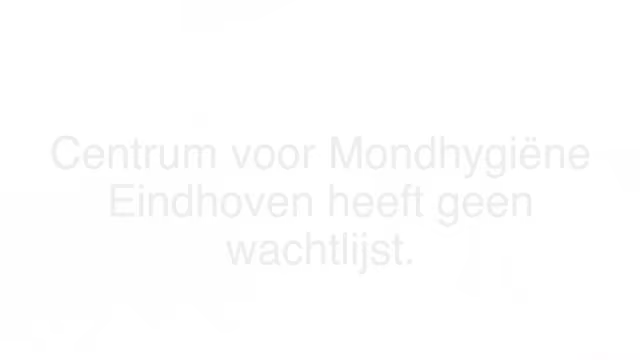 Centrum voor Mondhygiëne
Eindhoven heeft geen
wachtlijst.